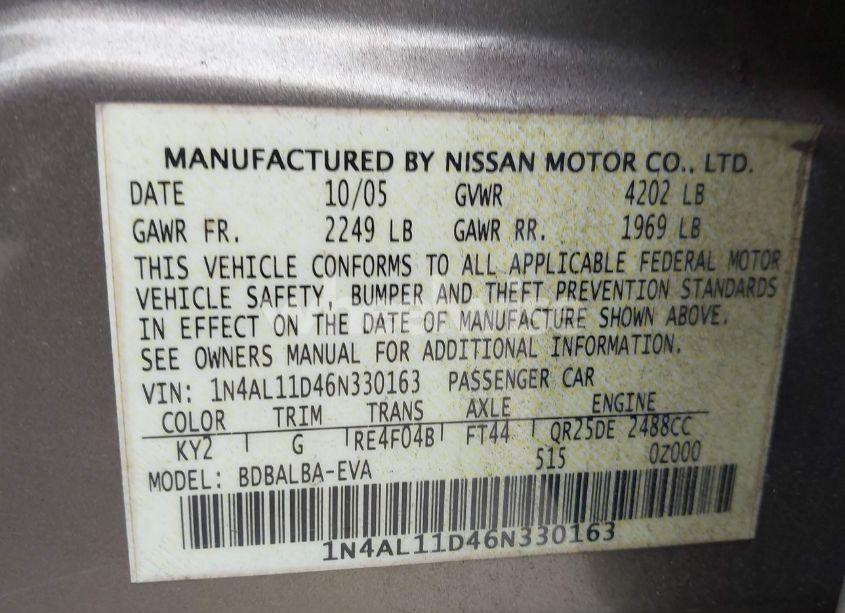 MANUFACTURED BY NISSAN MOTOR CO., LTD.
DATE 10/05 GVWR 4202 LB
GAWR FR. 2249 LB GAWR RR. 1969 LB
THIS VEHICLE CONFORMS TO ALL APPLICABLE FEDERAL MOTOR
VEHICLE SAFETY, BUMPER AND THEFT PREVENTION STANDARDS
IN EFFECT ON THE DATE OF MANUFACTURE SHOWN ABOVE.
SEE OWNERS MANUAL FOR ADDITIONAL INFORMATION.
VIN: 1N4AL11D46N330163 PASSENGER CAR
COLOR TRIM TRANS AXLE ENGINE
KY2 G RE4F04B FT44 QR25DE 2488CC
MODEL: BDBALBA-EVA 515 0Z000
1N4AL11D46N330163